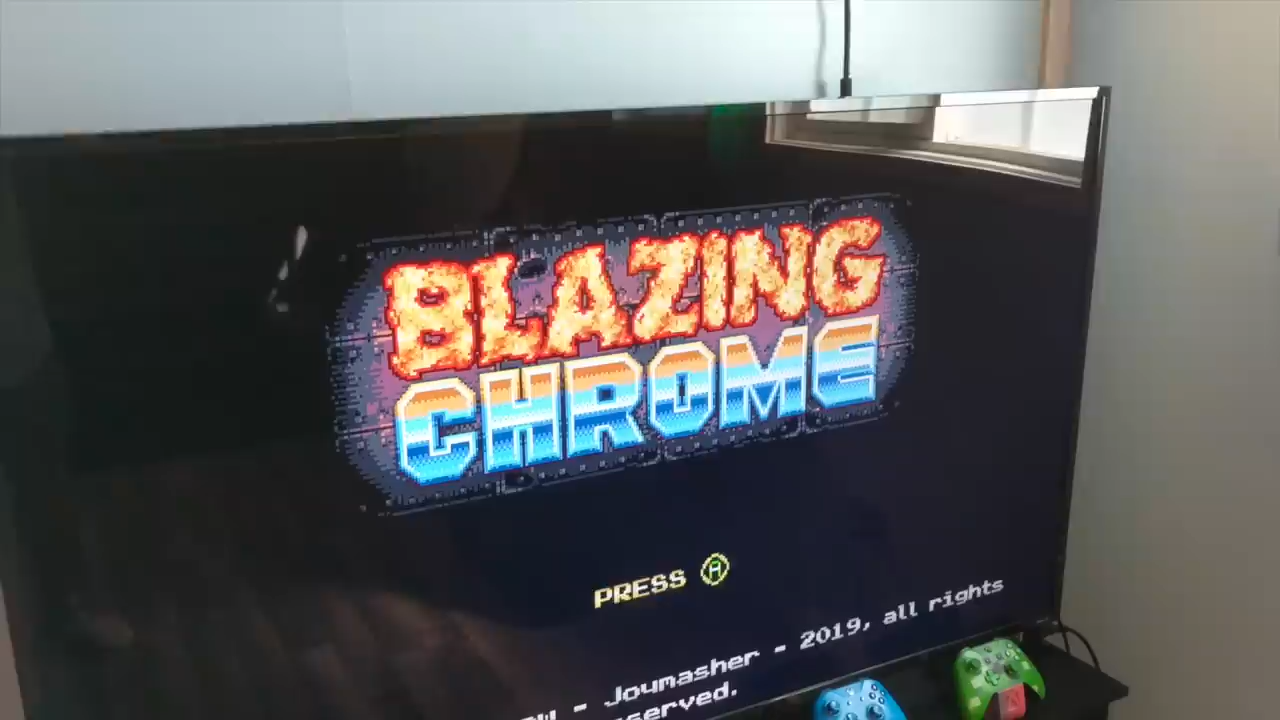 BLAZING
CHROME
PRESS A
- Joymasher - 2019, all rights
served.